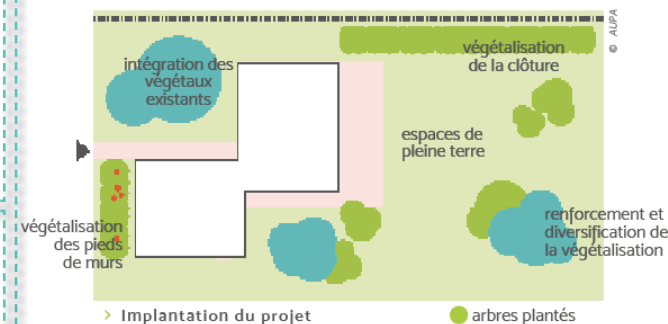 © AUPA
intégration des
végétaux
existants
végétalisation
de la clôture
espaces de
pleine terre
végétalisation
des pieds
de murs
renforcement et
diversification de
la végétalisation
> Implantation du projet
arbres plantés